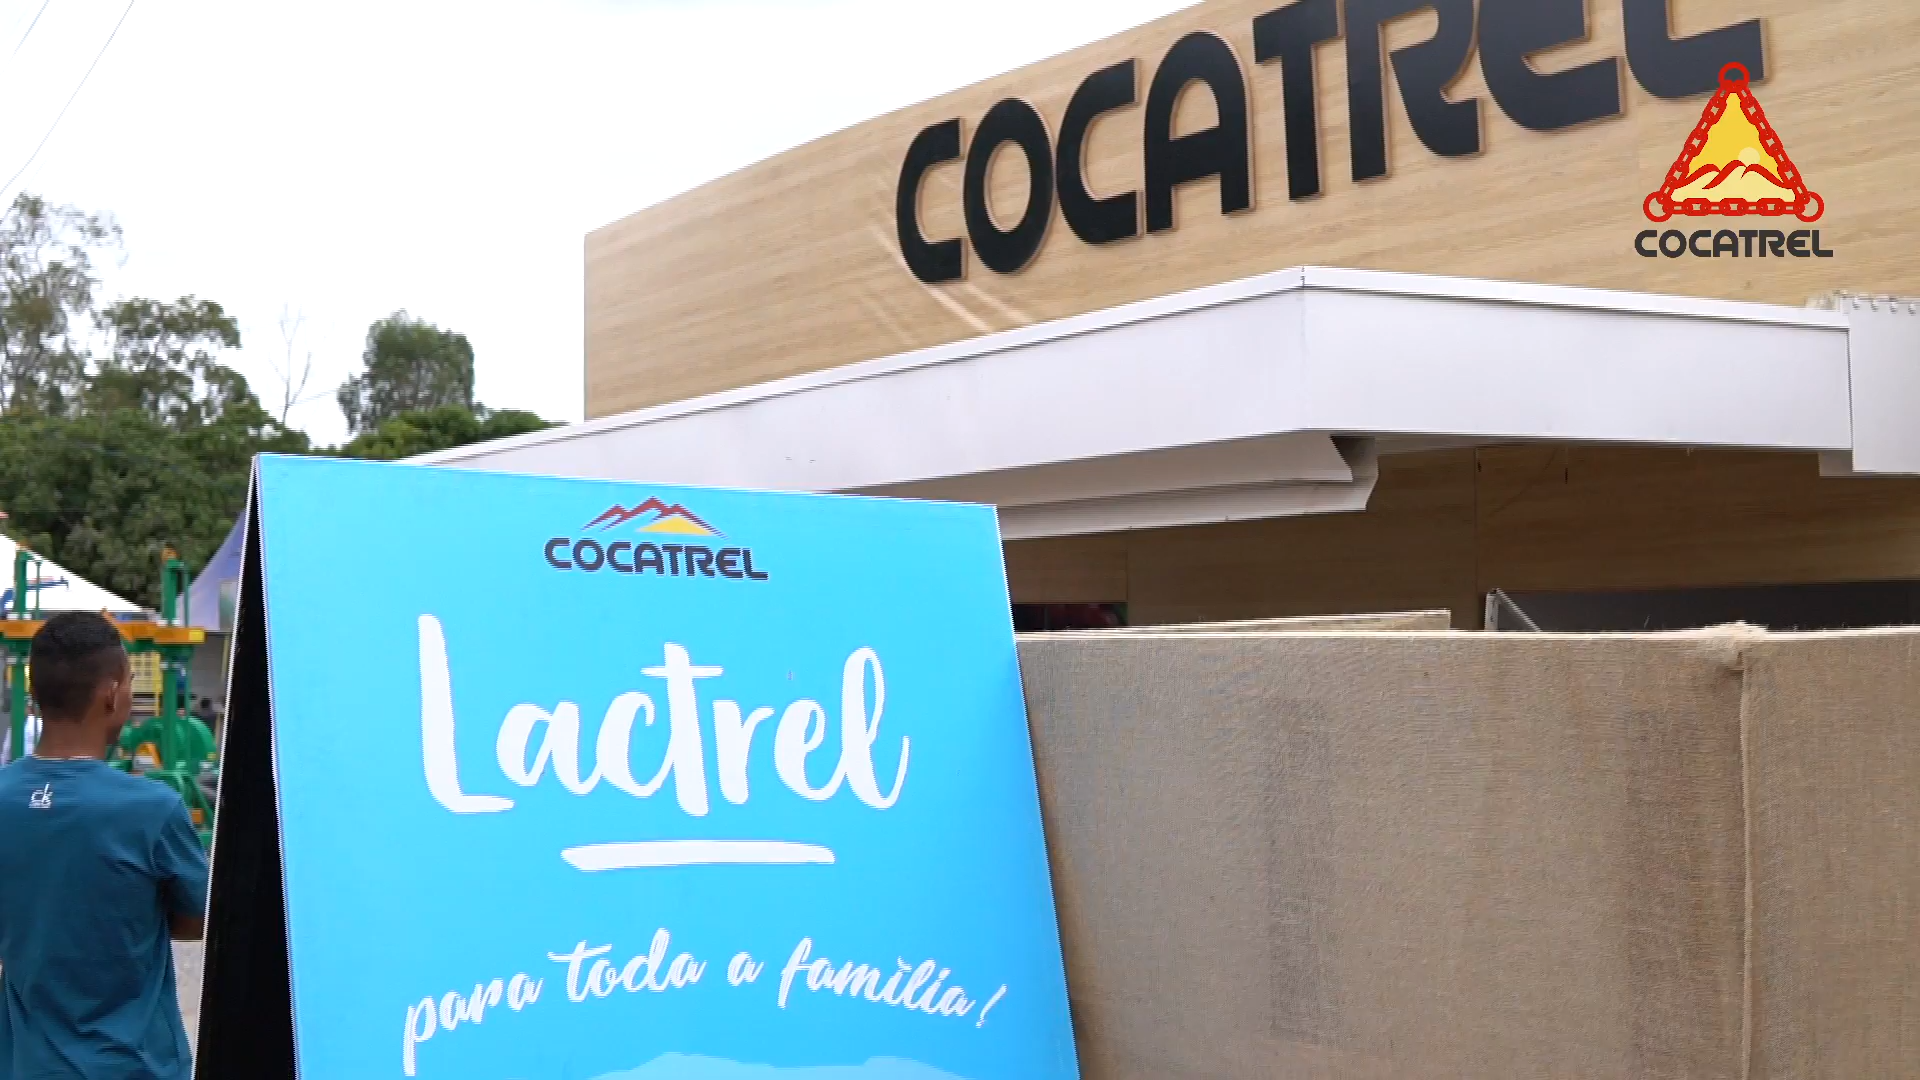 COCATREL
COCATREL
COCATREL
Lactrel
para toda a família!
ck